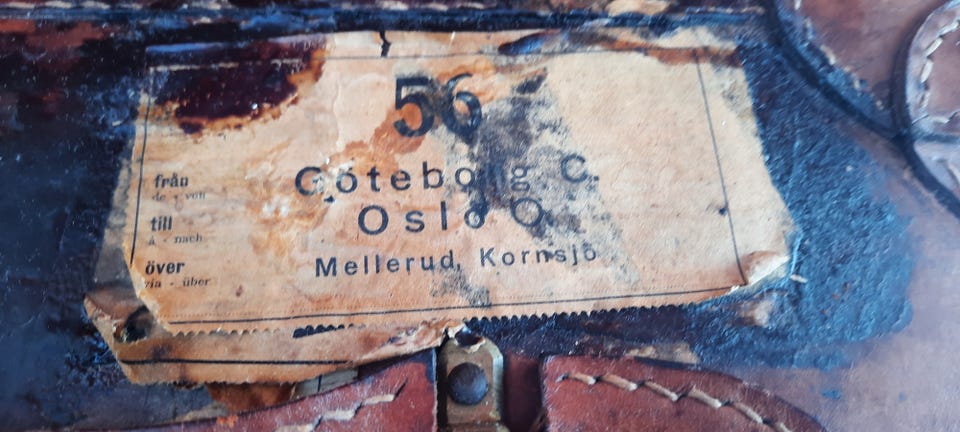 56
Göteborg C.
Oslo Ö.
Mellerud, Kornsjö
från
de - von
till
à - nach
över
via - über